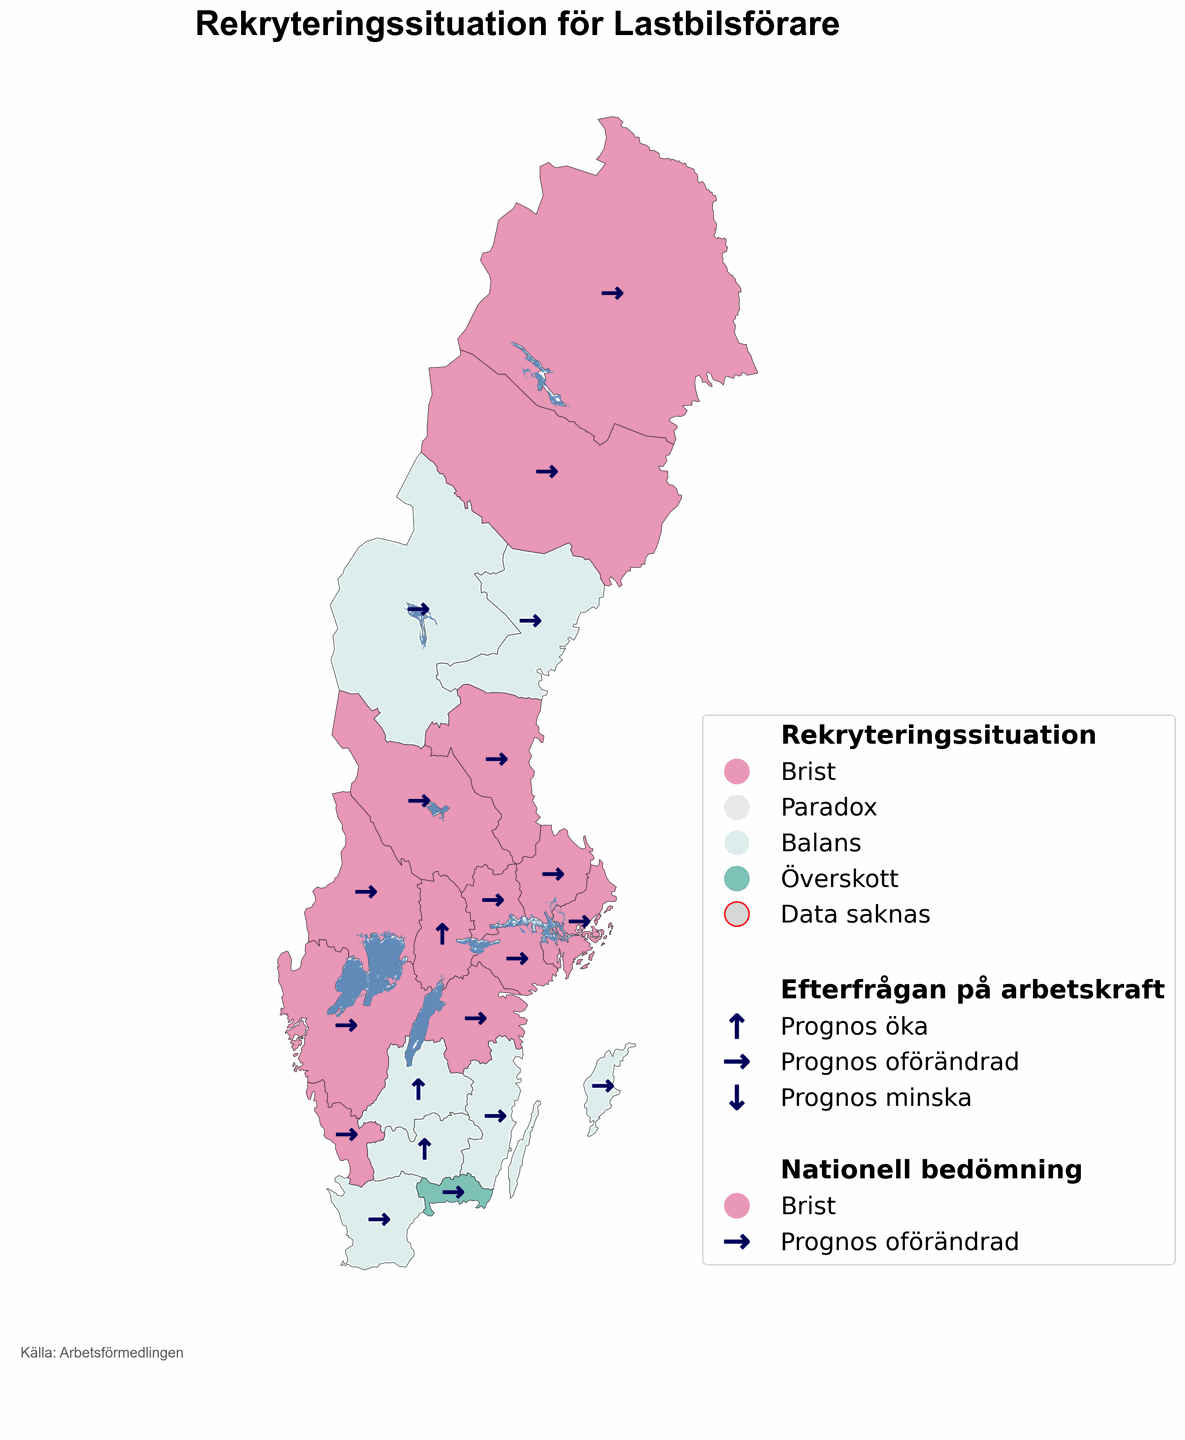 Rekryteringssituation för Lastbilsförare
Rekryteringssituation
Brist
Paradox
Balans
Överskott
Data saknas
Efterfrågan på arbetskraft
Prognos öka
Prognos oförändrad
Prognos minska
Nationell bedömning
Brist
Prognos oförändrad
Källa: Arbetsförmedlingen